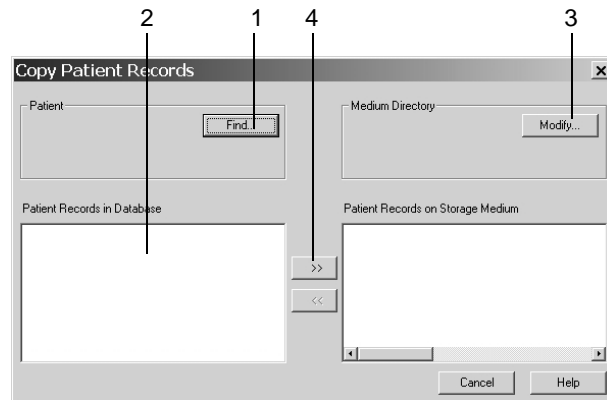 2 1 4 3
Copy Patient Records x
Patient Medium Directory
Find... Modify...
Patient Records in Database Patient Records on Storage Medium
>>
<<
Cancel Help